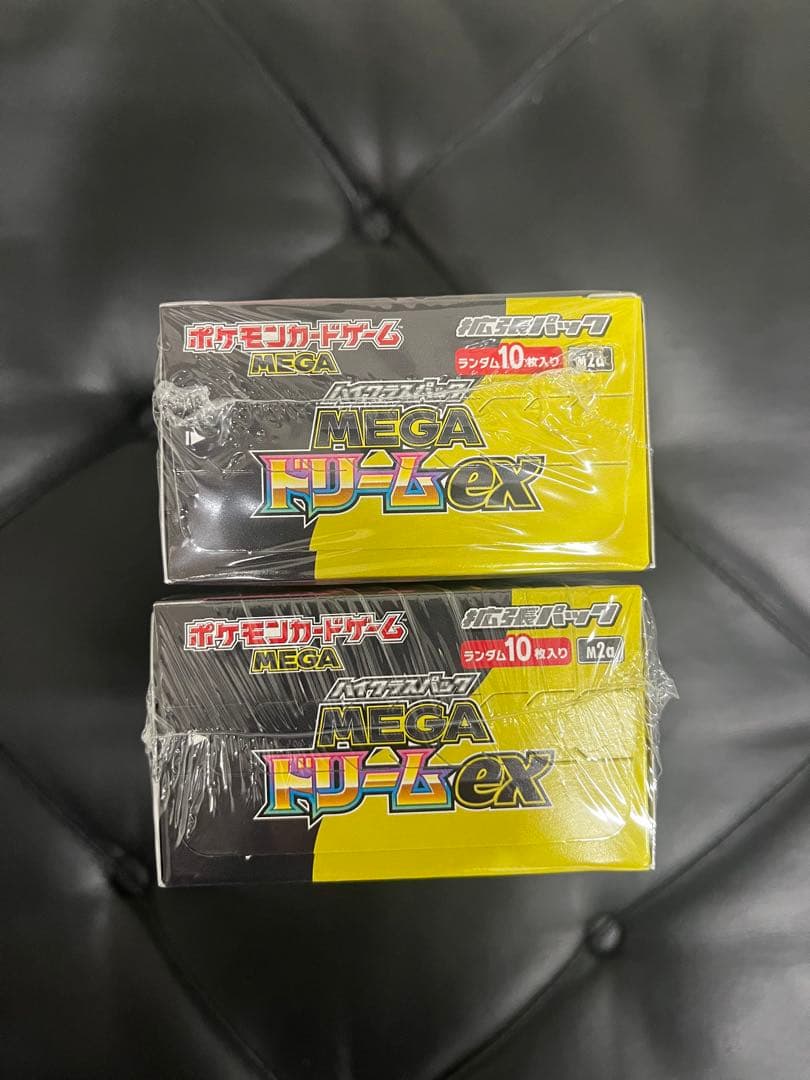 ポケモンカードゲーム
MEGA
拡張パック
ランダム10枚入り M2a
ハイクラスパック
MEGA
ドリームex
ポケモンカードゲーム
MEGA
拡張パック
ランダム10枚入り M2a
ハイクラスパック
MEGA
ドリームex